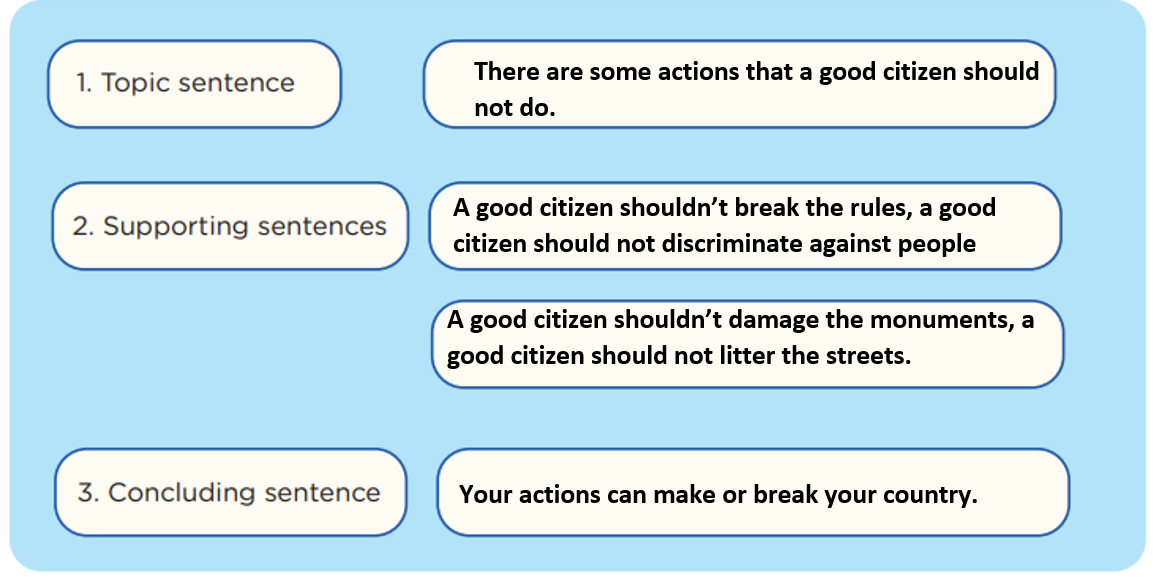 1. Topic sentence
There are some actions that a good citizen should
not do.
2. Supporting sentences
A good citizen shouldn’t break the rules, a good
citizen should not discriminate against people
A good citizen shouldn’t damage the monuments, a
good citizen should not litter the streets.
3. Concluding sentence
Your actions can make or break your country.